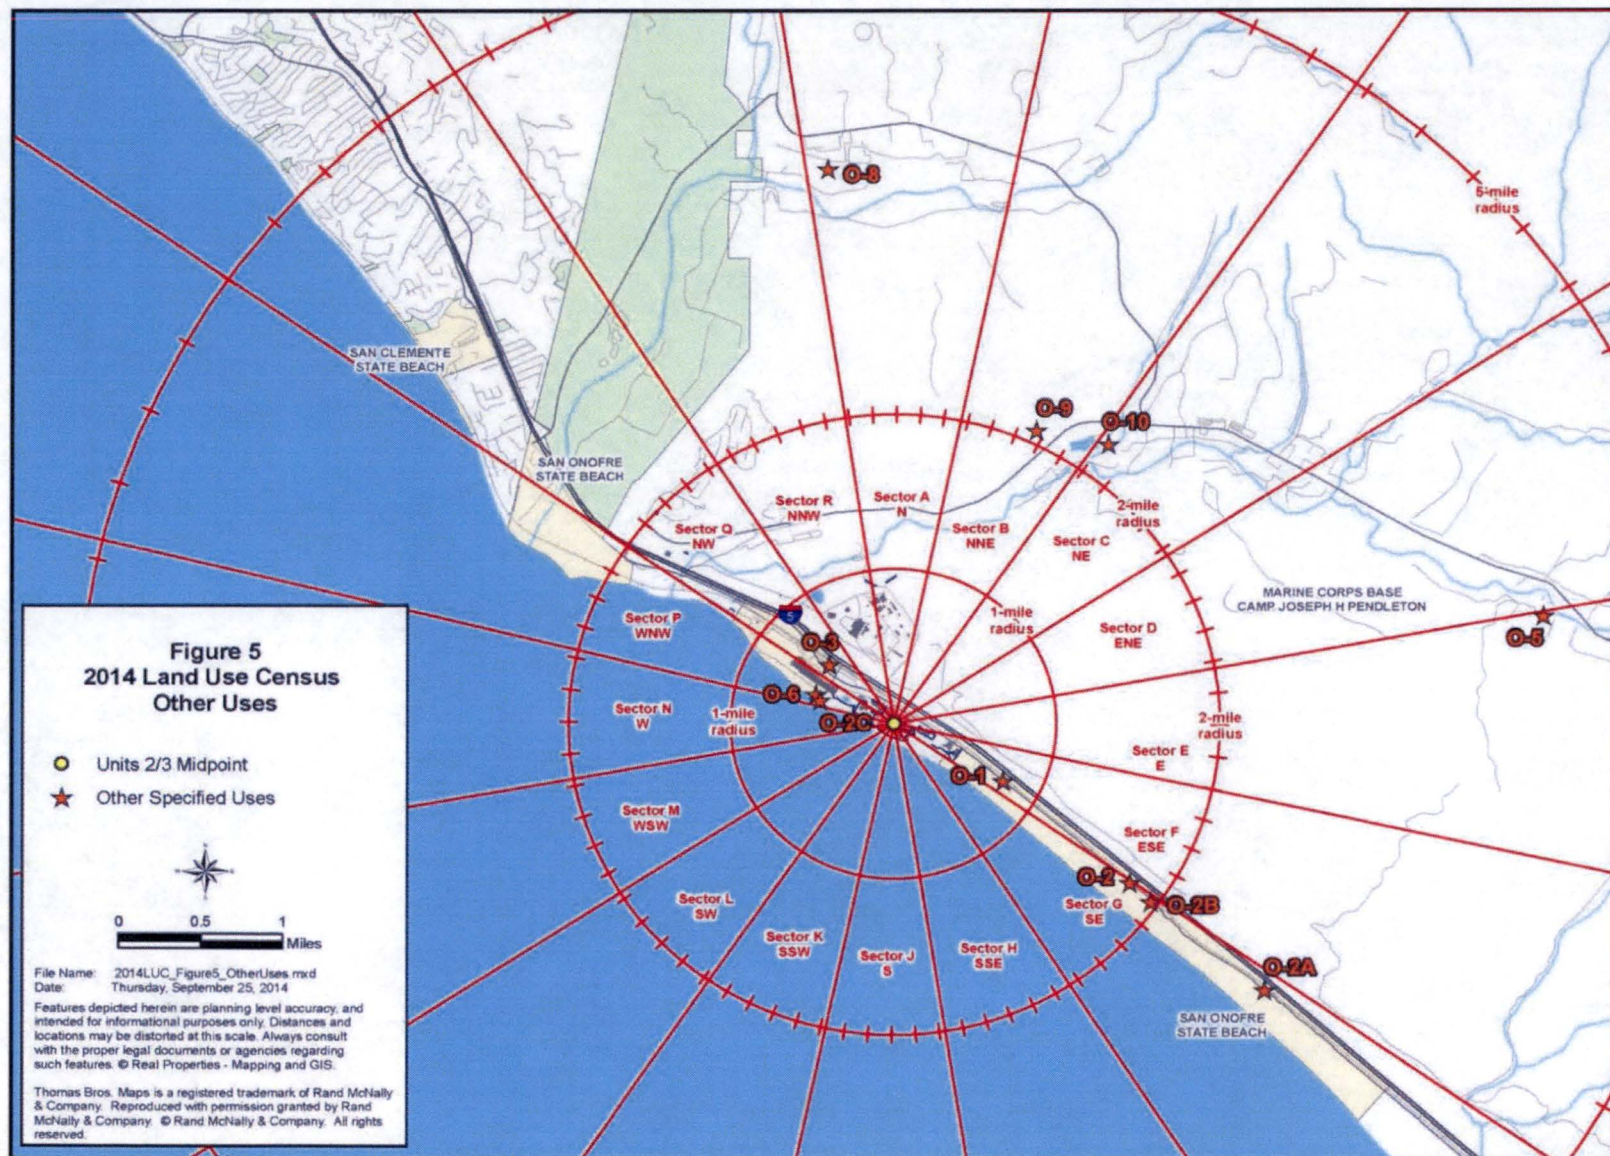 O-8
5-mile
radius
SAN CLEMENTE
STATE BEACH
O-9
O-10
SAN ONOFRE
STATE BEACH
Sector R
NNW
Sector A
N
2-mile
radius
Sector Q
NW
Sector B
NNE
Sector C
NE
MARINE CORPS BASE
CAMP JOSEPH H PENDLETON
1-mile
radius
5
Sector P
WNW
Sector D
ENE
O-5
O-3
O-6
O-2C
Sector N
W
1-mile
radius
2-mile
radius
Sector E
E
O-1
Sector M
WSW
Sector F
ESE
O-2
O-2B
Sector G
SE
Sector L
SW
Sector K
SSW
Sector J
S
Sector H
SSE
O-2A
SAN ONOFRE
STATE BEACH
Figure 5
2014 Land Use Census
Other Uses
Units 2/3 Midpoint
Other Specified Uses
0 0.5 1
Miles
File Name: 2014LUC_Figure5_OtherUses.mxd
Date: Thursday, September 25, 2014
Features depicted herein are planning level accuracy, and
intended for informational purposes only. Distances and
locations may be distorted at this scale. Always consult
with the proper legal documents or agencies regarding
such features. © Real Properties - Mapping and GIS.
Thomas Bros. Maps is a registered trademark of Rand McNally
& Company. Reproduced with permission granted by Rand
McNally & Company. © Rand McNally & Company. All rights
reserved.